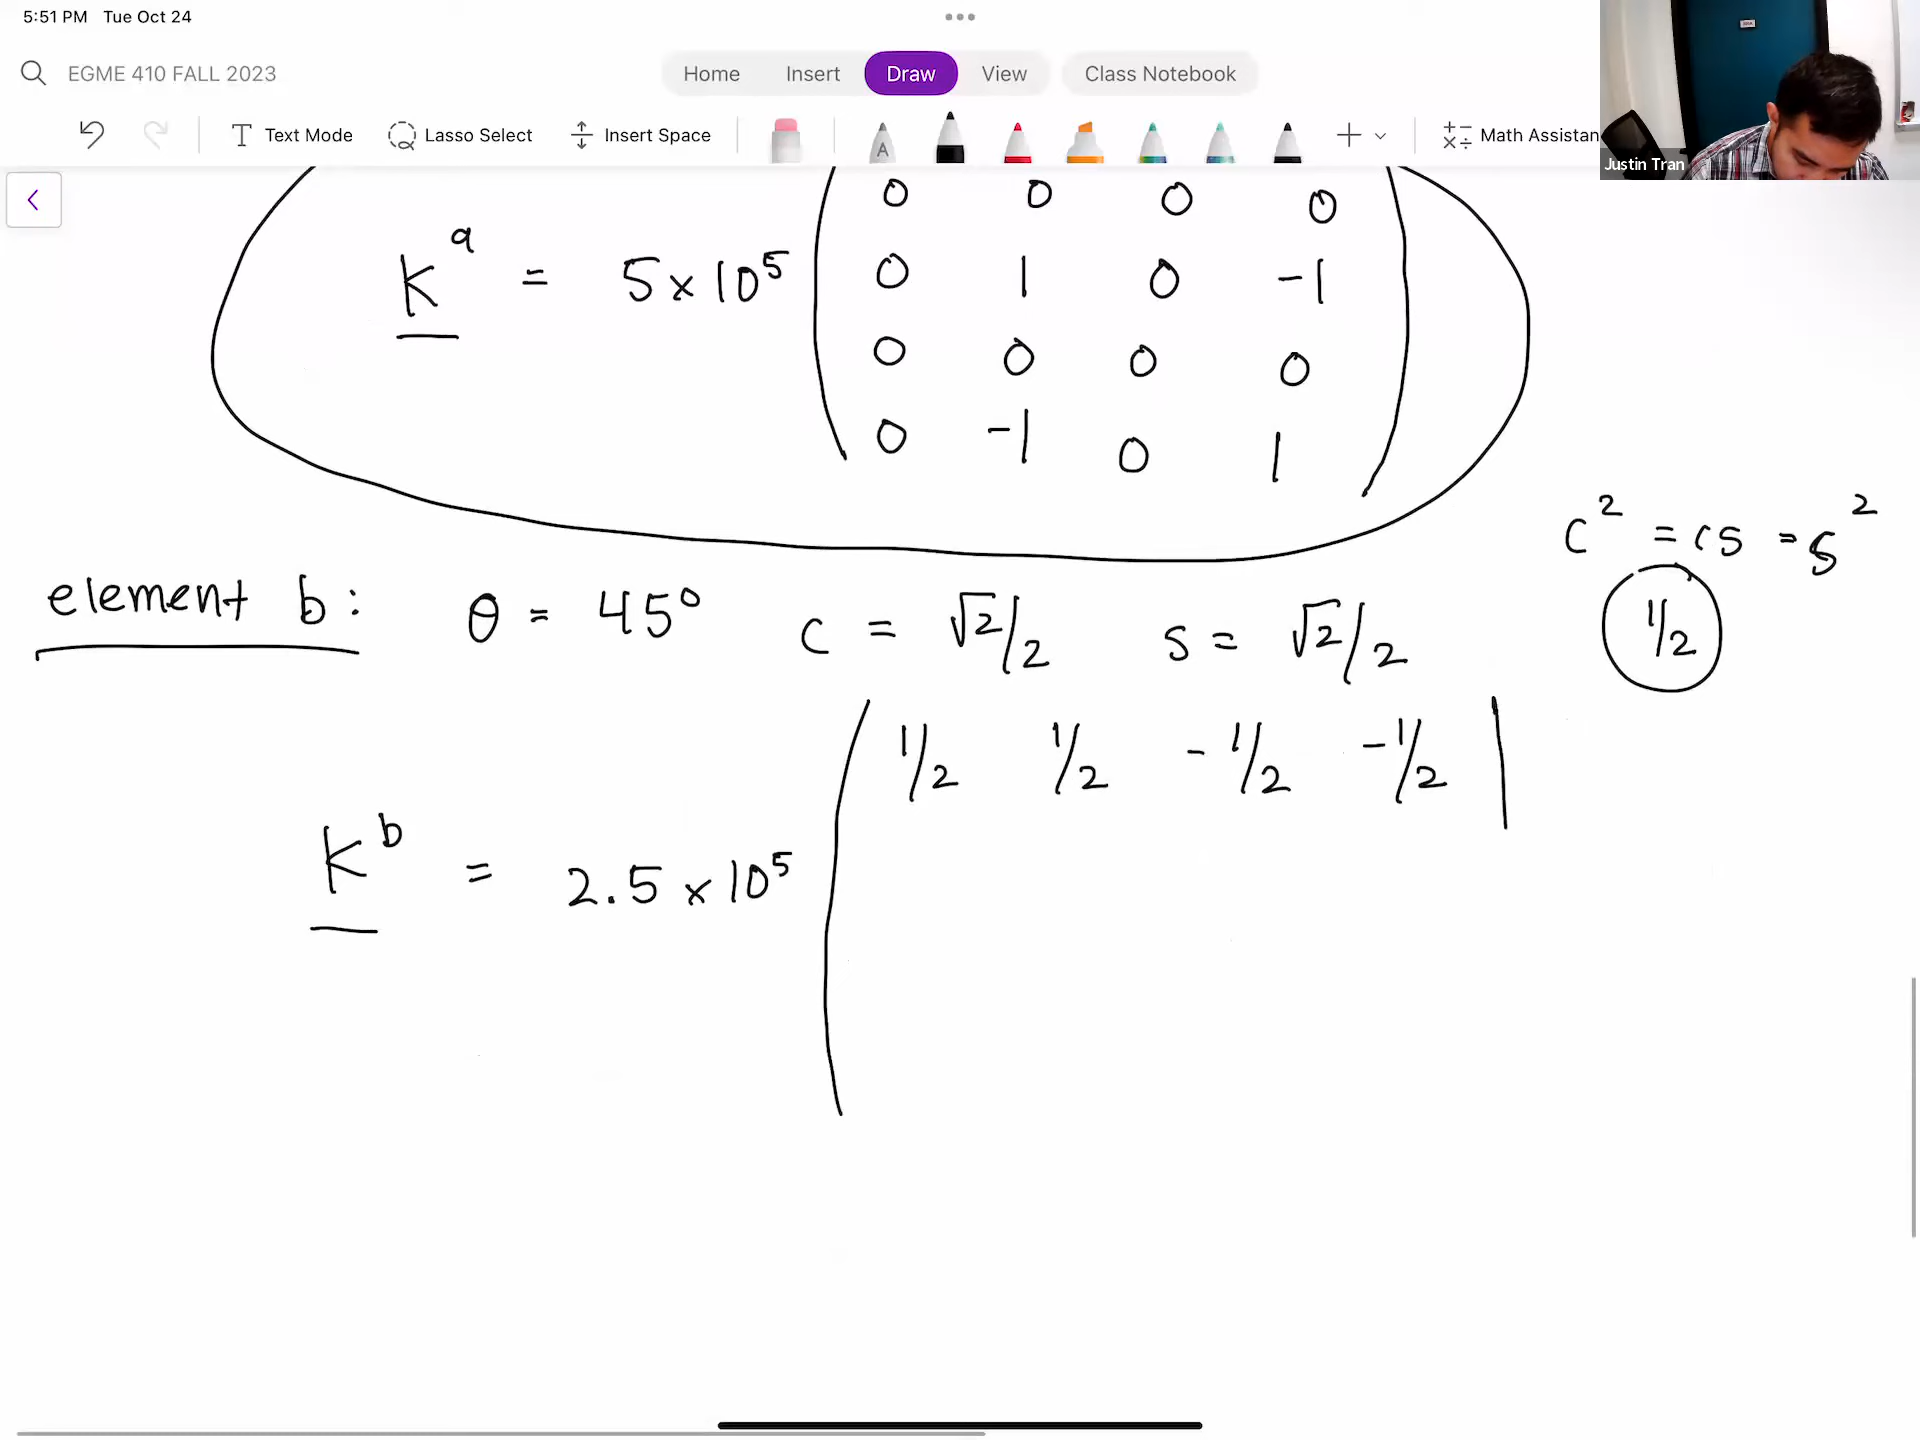 5:51 PM Tue Oct 24
EGME 410 FALL 2023
Home Insert Draw View Class Notebook
T Text Mode Lasso Select Insert Space A Math Assistan
Justin Tran
0 0 0 0
K^a = 5 x 10^5
0 1 0 -1
0 0 0 0
0 -1 0 1
c^2 = cs = s^2
1/2
element b: θ = 45° c = √2/2 s = √2/2
1/2 1/2 -1/2 -1/2
K^b = 2.5 x 10^5